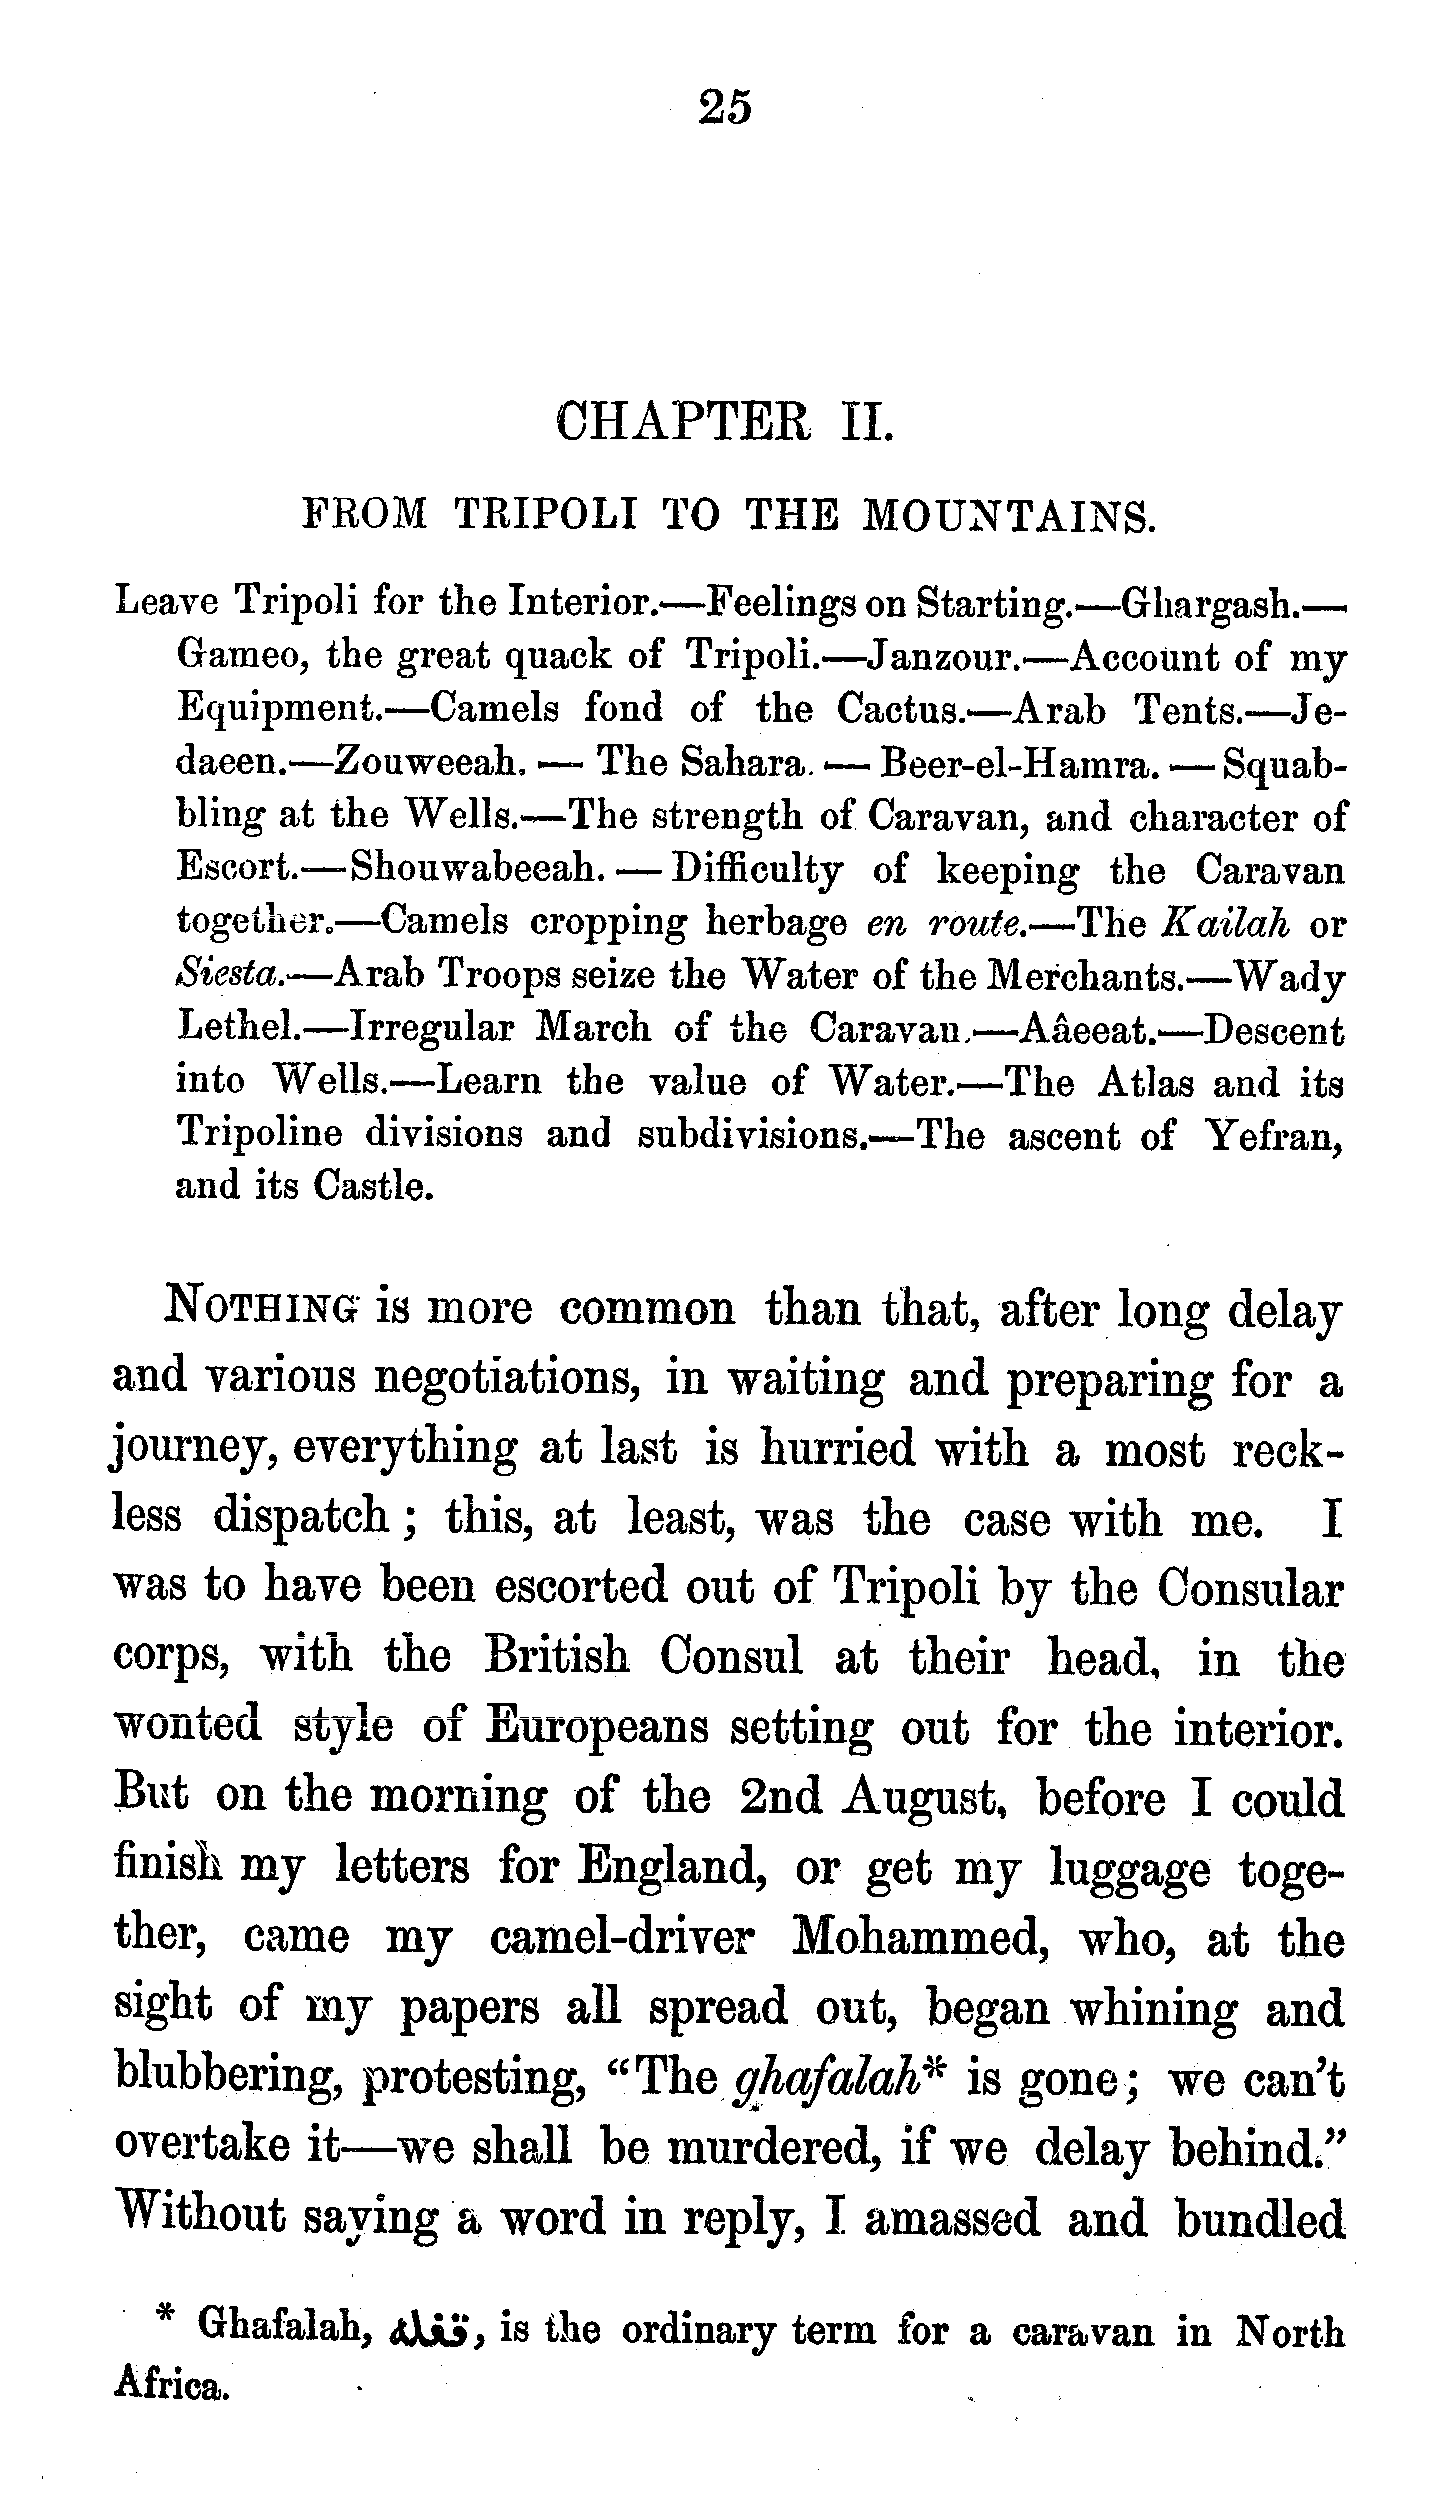 25
CHAPTER II.
FROM TRIPOLI TO THE MOUNTAINS.
Leave Tripoli for the Interior.—Feelings on Starting.—Ghargash.—
Gameo, the great quack of Tripoli.—Janzour.—Account of my
Equipment.—Camels fond of the Cactus.—Arab Tents.—Je-
daeen.—Zouweeah. — The Sahara. — Beer-el-Hamra. — Squab-
bling at the Wells.—The strength of Caravan, and character of
Escort.—Shouwabeeah. — Difficulty of keeping the Caravan
together.—Camels cropping herbage en route.—The Kailah or
Siesta.—Arab Troops seize the Water of the Merchants.—Wady
Lethel.—Irregular March of the Caravan.—Aâeeat.—Descent
into Wells.—Learn the value of Water.—The Atlas and its
Tripoline divisions and subdivisions.—The ascent of Yefran,
and its Castle.
NOTHING is more common than that, after long delay
and various negotiations, in waiting and preparing for a
journey, everything at last is hurried with a most reck-
less dispatch; this, at least, was the case with me. I
was to have been escorted out of Tripoli by the Consular
corps, with the British Consul at their head, in the
wonted style of Europeans setting out for the interior.
But on the morning of the 2nd August, before I could
finish my letters for England, or get my luggage toge-
ther, came my camel-driver Mohammed, who, at the
sight of my papers all spread out, began whining and
blubbering, protesting, “The ghafalah* is gone; we can't
overtake it—we shall be murdered, if we delay behind.”
Without saying a word in reply, I amassed and bundled
* Ghafalah, قفله, is the ordinary term for a caravan in North
Africa.